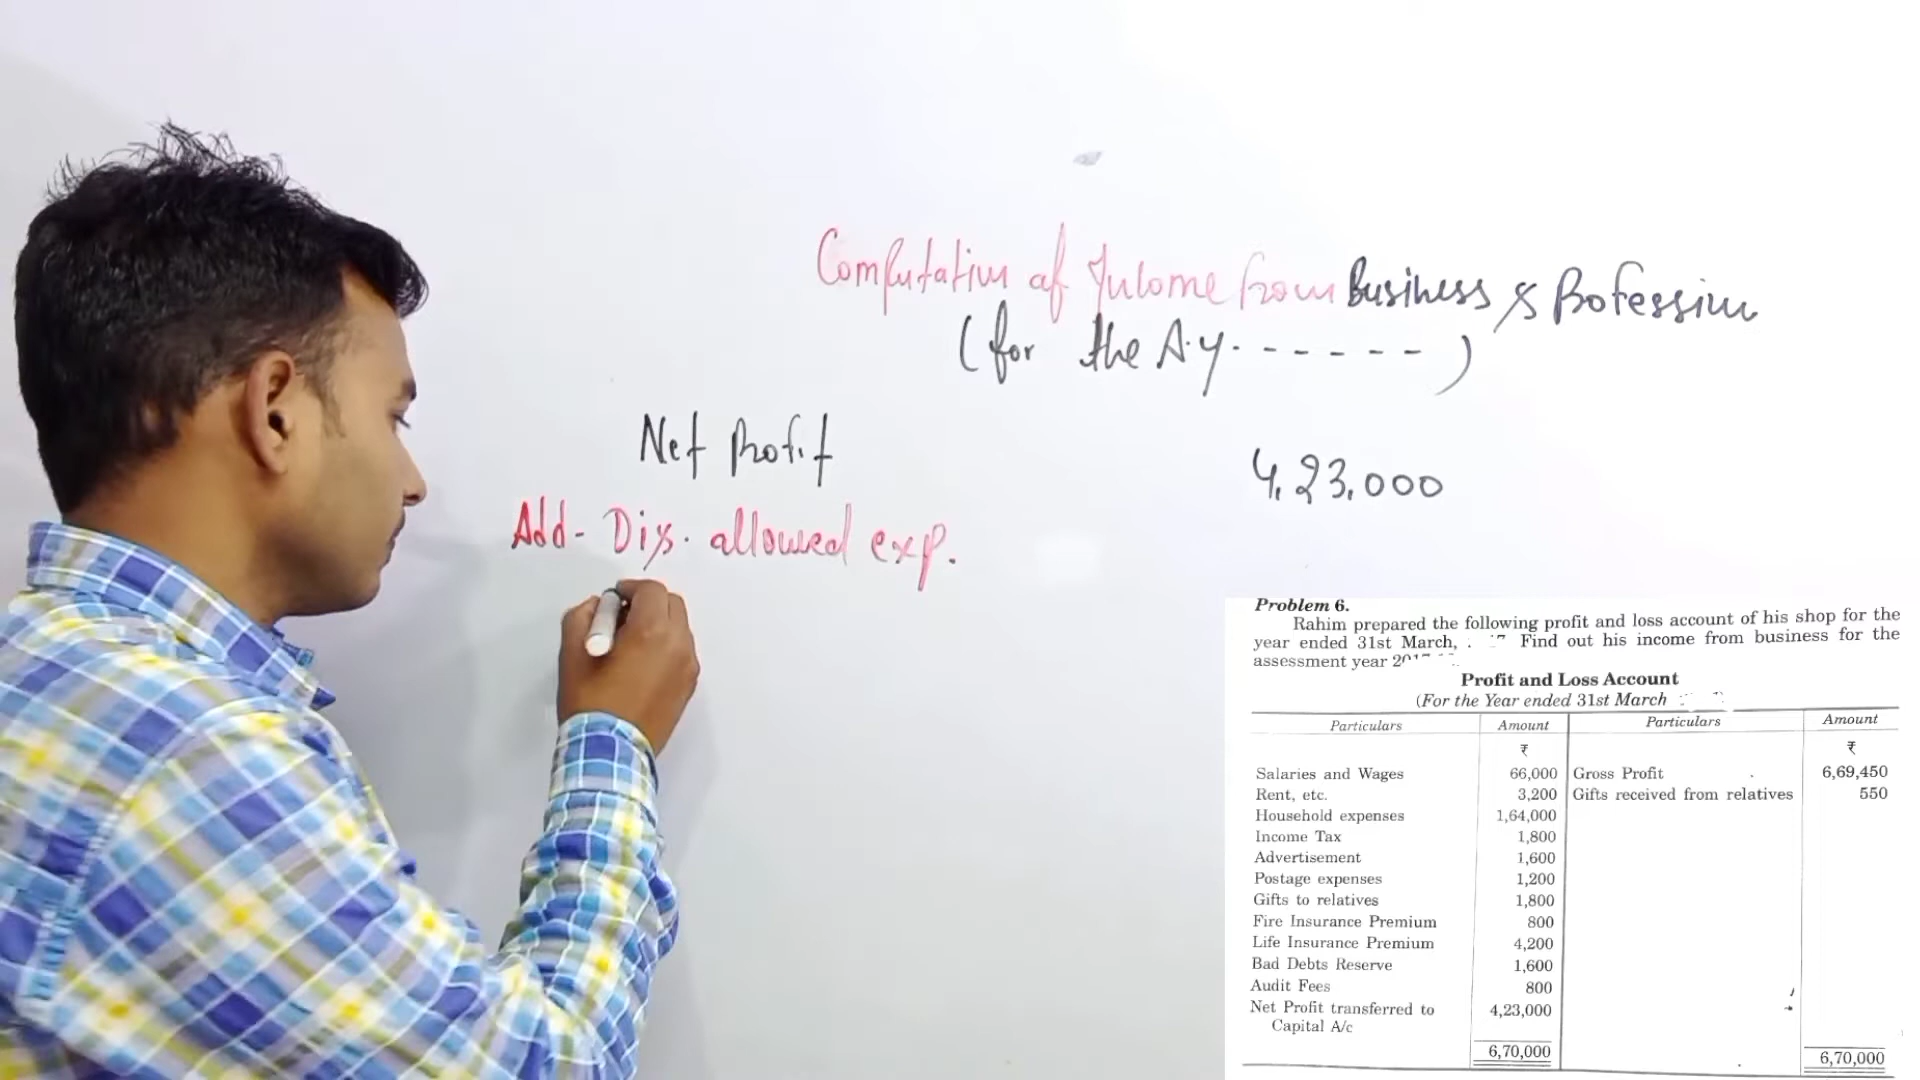 Computation of Income from Business & Profession
(for the A.Y. - - - - - - )
Net Profit 4,23,000
Add- Dis. allowed exp.
Problem 6.
Rahim prepared the following profit and loss account of his shop for the
year ended 31st March, Find out his income from business for the
assessment year
Profit and Loss Account
(For the Year ended 31st March
Particulars Amount Particulars Amount
₹ ₹
Salaries and Wages 66,000 Gross Profit 6,69,450
Rent, etc. 3,200 Gifts received from relatives 550
Household expenses 1,64,000
Income Tax 1,800
Advertisement 1,600
Postage expenses 1,200
Gifts to relatives 1,800
Fire Insurance Premium 800
Life Insurance Premium 4,200
Bad Debts Reserve 1,600
Audit Fees 800
Net Profit transferred to 4,23,000
Capital A/c
6,70,000 6,70,000